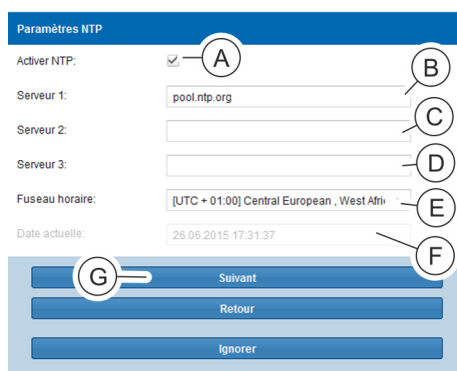 Paramètres NTP
Activer NTP: A
Serveur 1: pool.ntp.org B
Serveur 2: C
Serveur 3: D
Fuseau horaire: [UTC + 01:00] Central European , West Afri E
Date actuelle: 26.06.2015 17:31:37 F
G Suivant
Retour
Ignorer